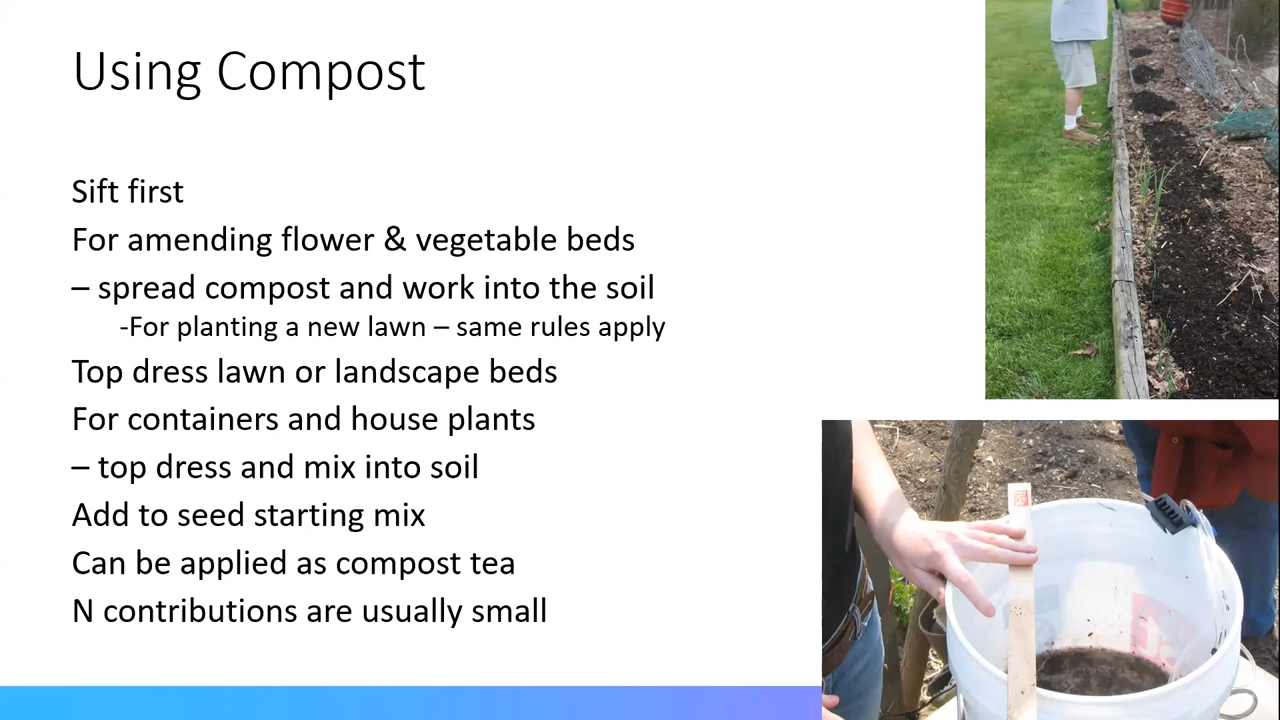 Using Compost
Sift first
For amending flower & vegetable beds
– spread compost and work into the soil
-For planting a new lawn – same rules apply
Top dress lawn or landscape beds
For containers and house plants
– top dress and mix into soil
Add to seed starting mix
Can be applied as compost tea
N contributions are usually small